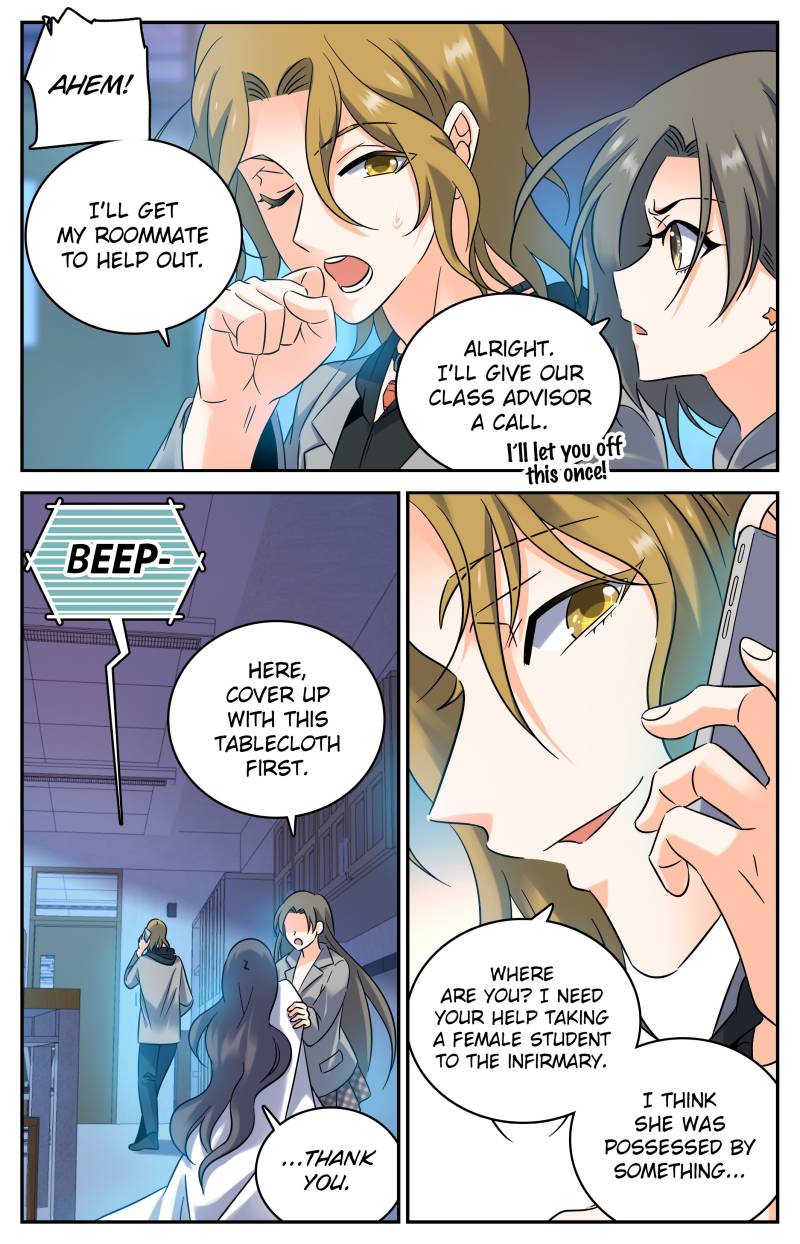 AHEM!
I'LL GET
MY ROOMMATE
TO HELP OUT.
ALRIGHT.
I'LL GIVE OUR
CLASS ADVISOR
A CALL.
I'll let you off
this once!
BEEP-
HERE,
COVER UP
WITH THIS
TABLECLOTH
FIRST.
...THANK
YOU.
WHERE
ARE YOU? I NEED
YOUR HELP TAKING
A FEMALE STUDENT
TO THE INFIRMARY.
I THINK
SHE WAS
POSSESSED BY
SOMETHING...